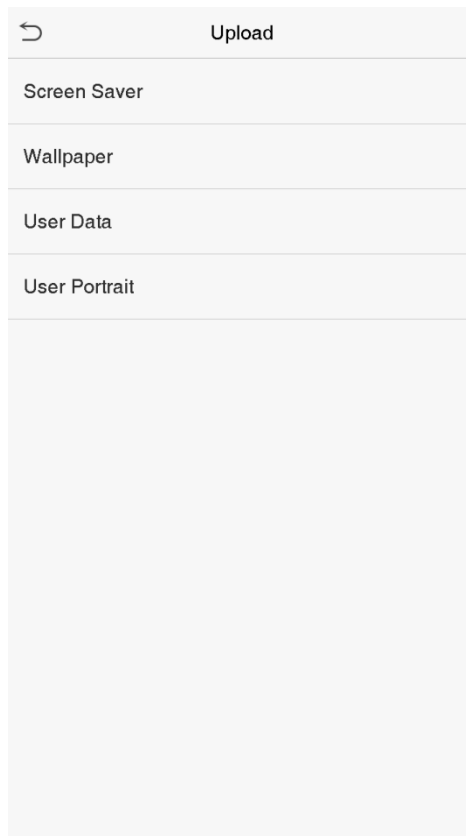 Upload
Screen Saver
Wallpaper
User Data
User Portrait